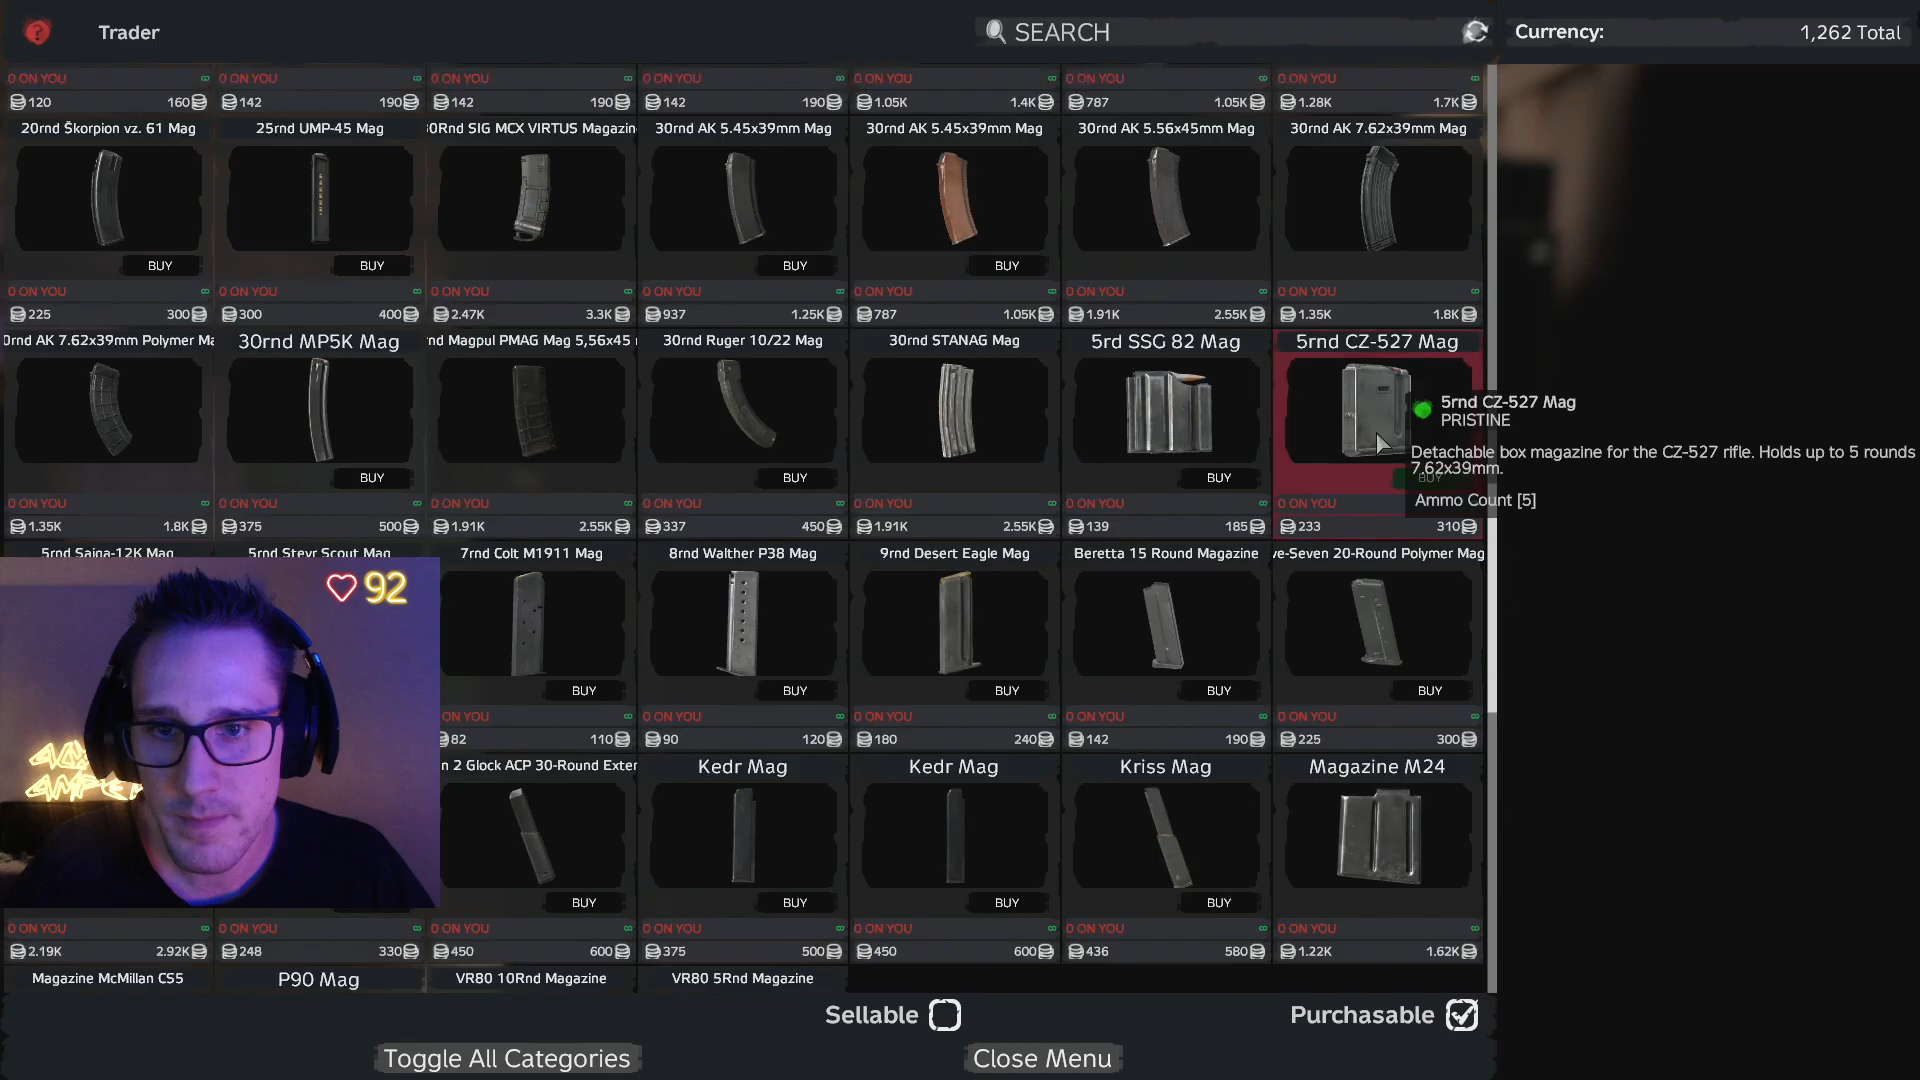 Trader
SEARCH
Currency:
1,262 Total
0 ON YOU 0 ON YOU 0 ON YOU 0 ON YOU 0 ON YOU 0 ON YOU 0 ON YOU
120 160 142 190 142 190 142 190 1.05K 1.4K 787 1.05K 1.28K 1.7K
20rnd Škorpion vz. 61 Mag 25rnd UMP-45 Mag 30Rnd SIG MCX VIRTUS Magazin 30rnd AK 5.45x39mm Mag 30rnd AK 5.45x39mm Mag 30rnd AK 5.56x45mm Mag 30rnd AK 7.62x39mm Mag
BUY BUY BUY BUY
0 ON YOU 0 ON YOU 0 ON YOU 0 ON YOU 0 ON YOU 0 ON YOU 0 ON YOU
225 300 300 400 2.47K 3.3K 937 1.25K 787 1.05K 1.91K 2.55K 1.35K 1.8K
0rnd AK 7.62x39mm Polymer Ma 30rnd MP5K Mag nd Magpul PMAG Mag 5,56x45 30rnd Ruger 10/22 Mag 30rnd STANAG Mag 5rd SSG 82 Mag 5rnd CZ-527 Mag
5rnd CZ-527 Mag
PRISTINE
Detachable box magazine for the CZ-527 rifle. Holds up to 5 rounds
7.62x39mm.
BUY BUY BUY BUY
Ammo Count [5]
0 ON YOU 0 ON YOU 0 ON YOU 0 ON YOU 0 ON YOU 0 ON YOU 0 ON YOU
1.35K 1.8K 375 500 1.91K 2.55K 337 450 1.91K 2.55K 139 185 233 310
5rnd Saiga-12K Mag 5rnd Steyr Scout Mag 7rnd Colt M1911 Mag 8rnd Walther P38 Mag 9rnd Desert Eagle Mag Beretta 15 Round Magazine ve-Seven 20-Round Polymer Mag
92
BUY BUY BUY BUY BUY
ON YOU 0 ON YOU 0 ON YOU 0 ON YOU 0 ON YOU
82 110 90 120 180 240 142 190 225 300
n 2 Glock ACP 30-Round Exter Kedr Mag Kedr Mag Kriss Mag Magazine M24
BUY BUY BUY BUY
0 ON YOU 0 ON YOU 0 ON YOU 0 ON YOU 0 ON YOU 0 ON YOU 0 ON YOU
2.19K 2.92K 248 330 450 600 375 500 450 600 436 580 1.22K 1.62K
Magazine McMillan CS5 P90 Mag VR80 10Rnd Magazine VR80 5Rnd Magazine
Sellable
Purchasable
Toggle All Categories
Close Menu